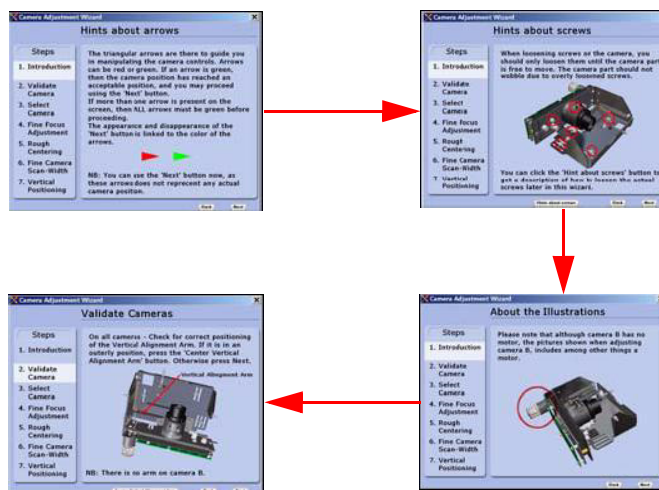 Camera Adjustment Wizard
Hints about arrows
Steps
1. Introduction
2. Validate
Camera
3. Select
Camera
4. Fine Focus
Adjustment
5. Rough
Centering
6. Fine Camera
Scan-Width
7. Vertical
Positioning
The triangular arrows are there to guide you
in manipulating the camera controls. Arrows
can be red or green. If an arrow is green,
then the camera position has reached an
acceptable position, and you may proceed
using the 'Next' button.
If more than one arrow is present on the
screen, then ALL arrows must be green before
proceeding.
The appearance and disappearance of the
'Next' button is linked to the color of the
arrows.
NB: You can use the 'Next' button now, as
these arrows does not represent any actual
camera position.
Back Next
Camera Adjustment Wizard
Hints about screws
Steps
1. Introduction
2. Validate
Camera
3. Select
Camera
4. Fine Focus
Adjustment
5. Rough
Centering
6. Fine Camera
Scan-Width
7. Vertical
Positioning
When loosening screws on the camera, you
should only loosen them until the camera part
is free to move. The camera part should not
wobble due to overly loosened screws.
You can click the 'Hint about screws' button to
get a description of how to loosen the actual
screws later in this wizard.
Hints about screws Back Next
Camera Adjustment Wizard
Validate Cameras
Steps
1. Introduction
2. Validate
Camera
3. Select
Camera
4. Fine Focus
Adjustment
5. Rough
Centering
6. Fine Camera
Scan-Width
7. Vertical
Positioning
On all cameras - Check for correct positioning
of the Vertical Alignment Arm. If it is in an
outerly position, press the 'Center Vertical
Alignment Arm' button. Otherwise press Next.
Vertical Alignment Arm
NB: There is no arm on camera B.
Camera Adjustment Wizard
About the Illustrations
Steps
1. Introduction
2. Validate
Camera
3. Select
Camera
4. Fine Focus
Adjustment
5. Rough
Centering
6. Fine Camera
Scan-Width
7. Vertical
Positioning
Please note that although camera B has no
motor, the pictures shown when adjusting
camera B, includes among other things a
motor.
Back Next